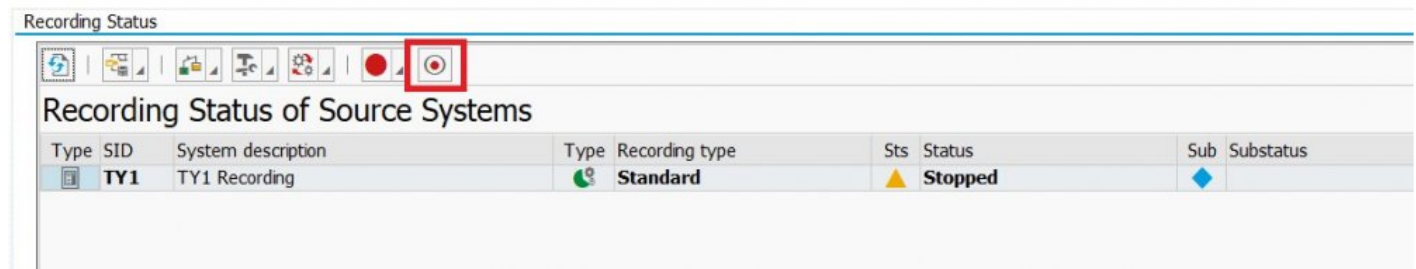 Recording Status
Recording Status of Source Systems
Type SID System description Type Recording type Sts Status Sub Substatus
TY1 TY1 Recording Standard Stopped